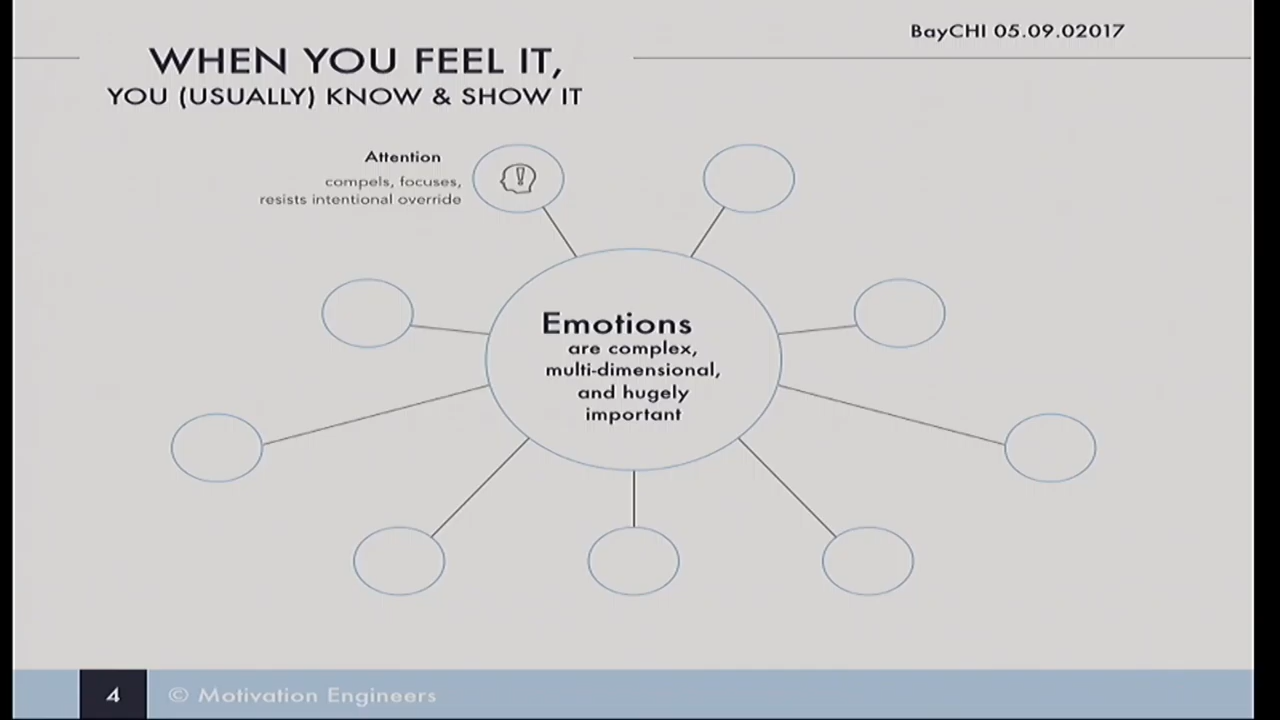 BayCHI 05.09.02017
WHEN YOU FEEL IT,
YOU (USUALLY) KNOW & SHOW IT
Attention
compels, focuses,
resists intentional override
Emotions
are complex,
multi-dimensional,
and hugely
important
4
© Motivation Engineers